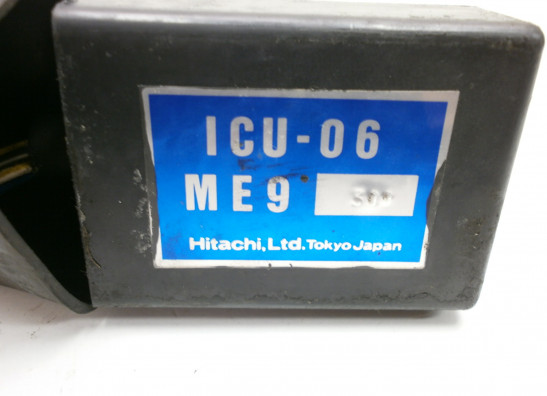 ICU-06
ME9
Hitachi, Ltd. Tokyo Japan